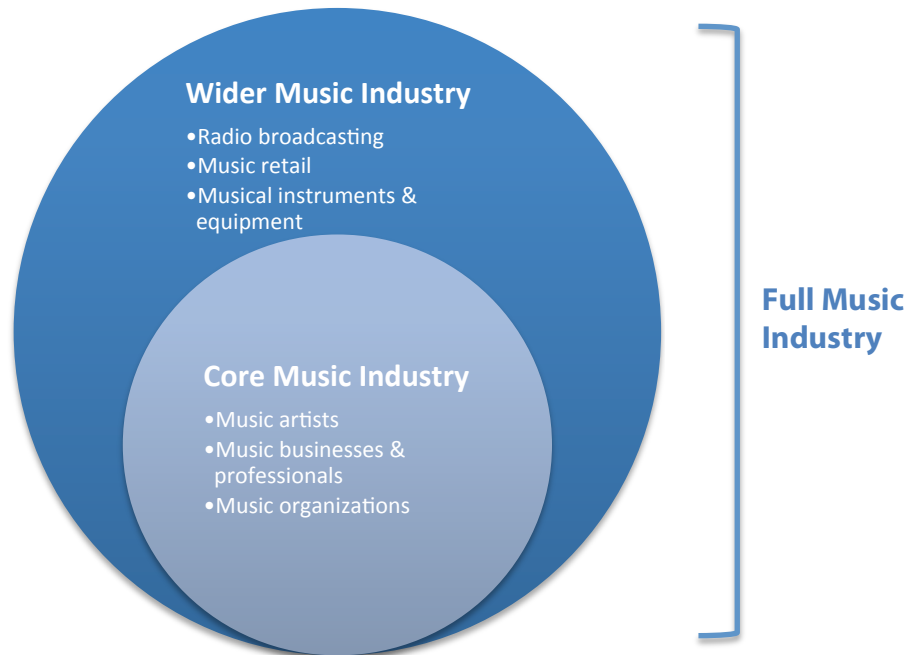 Wider Music Industry
•Radio broadcasting
•Music retail
•Musical instruments &
equipment
Core Music Industry
•Music artists
•Music businesses &
professionals
•Music organizations
Full Music
Industry